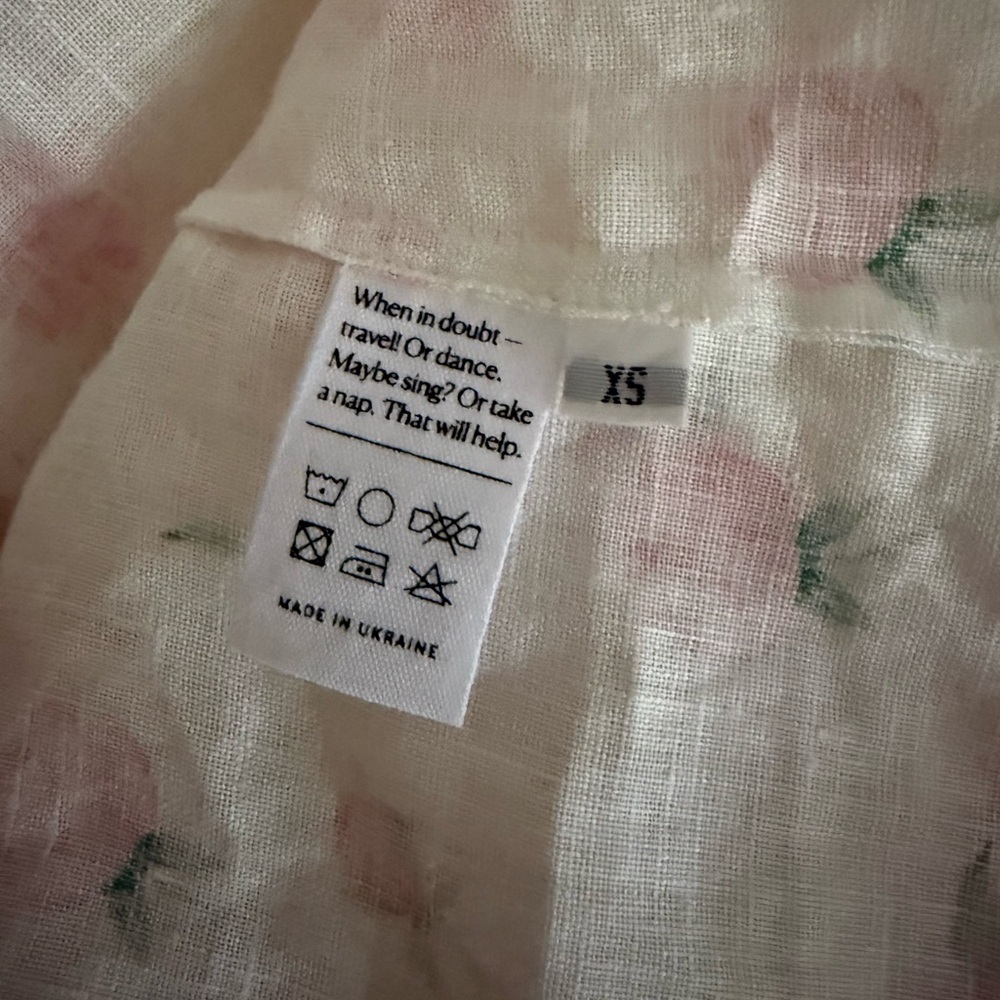 When in doubt –
travel! Or dance.
Maybe sing? Or take
a nap. That will help.
XS
MADE IN UKRAINE